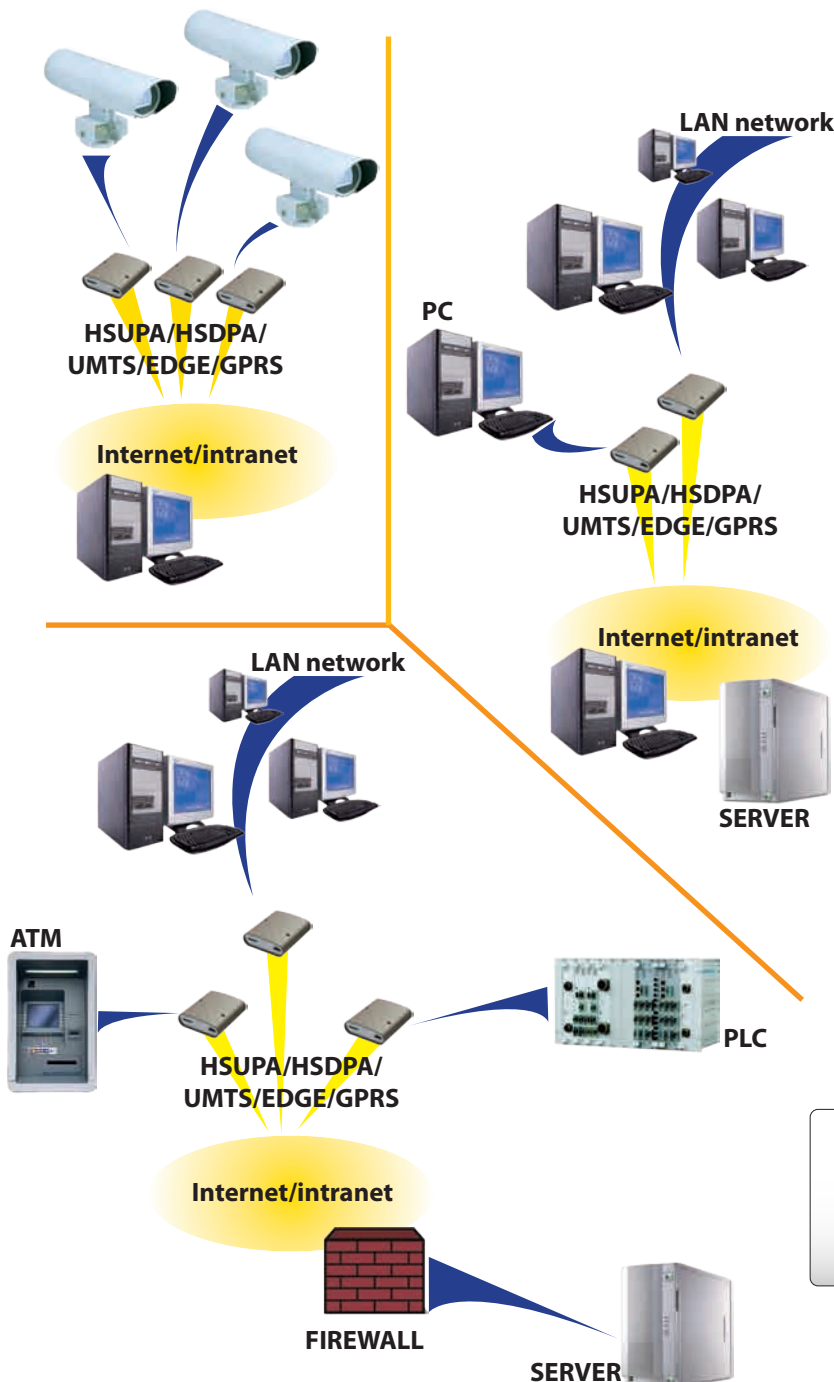 HSUPA/HSDPA/
UMTS/EDGE/GPRS
Internet/intranet
LAN network
PC
HSUPA/HSDPA/
UMTS/EDGE/GPRS
Internet/intranet
SERVER
LAN network
ATM
PLC
HSUPA/HSDPA/
UMTS/EDGE/GPRS
Internet/intranet
FIREWALL
SERVER